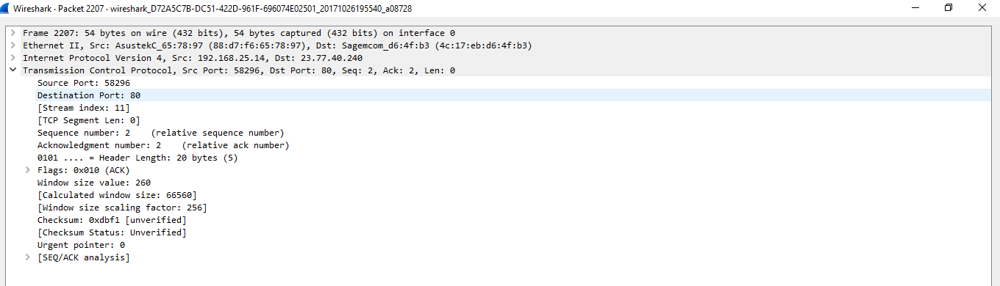 Wireshark · Packet 2207 · wireshark_D72A5C7B-DC51-422D-961F-696074E02501_20171026195540_a08728
Frame 2207: 54 bytes on wire (432 bits), 54 bytes captured (432 bits) on interface 0
Ethernet II, Src: AsustekC_65:78:97 (88:d7:f6:65:78:97), Dst: Sagemcom_d6:4f:b3 (4c:17:eb:d6:4f:b3)
Internet Protocol Version 4, Src: 192.168.25.14, Dst: 23.77.40.240
Transmission Control Protocol, Src Port: 58296, Dst Port: 80, Seq: 2, Ack: 2, Len: 0
Source Port: 58296
Destination Port: 80
[Stream index: 11]
[TCP Segment Len: 0]
Sequence number: 2    (relative sequence number)
Acknowledgment number: 2    (relative ack number)
0101 .... = Header Length: 20 bytes (5)
Flags: 0x010 (ACK)
Window size value: 260
[Calculated window size: 66560]
[Window size scaling factor: 256]
Checksum: 0xdbf1 [unverified]
[Checksum Status: Unverified]
Urgent pointer: 0
[SEQ/ACK analysis]